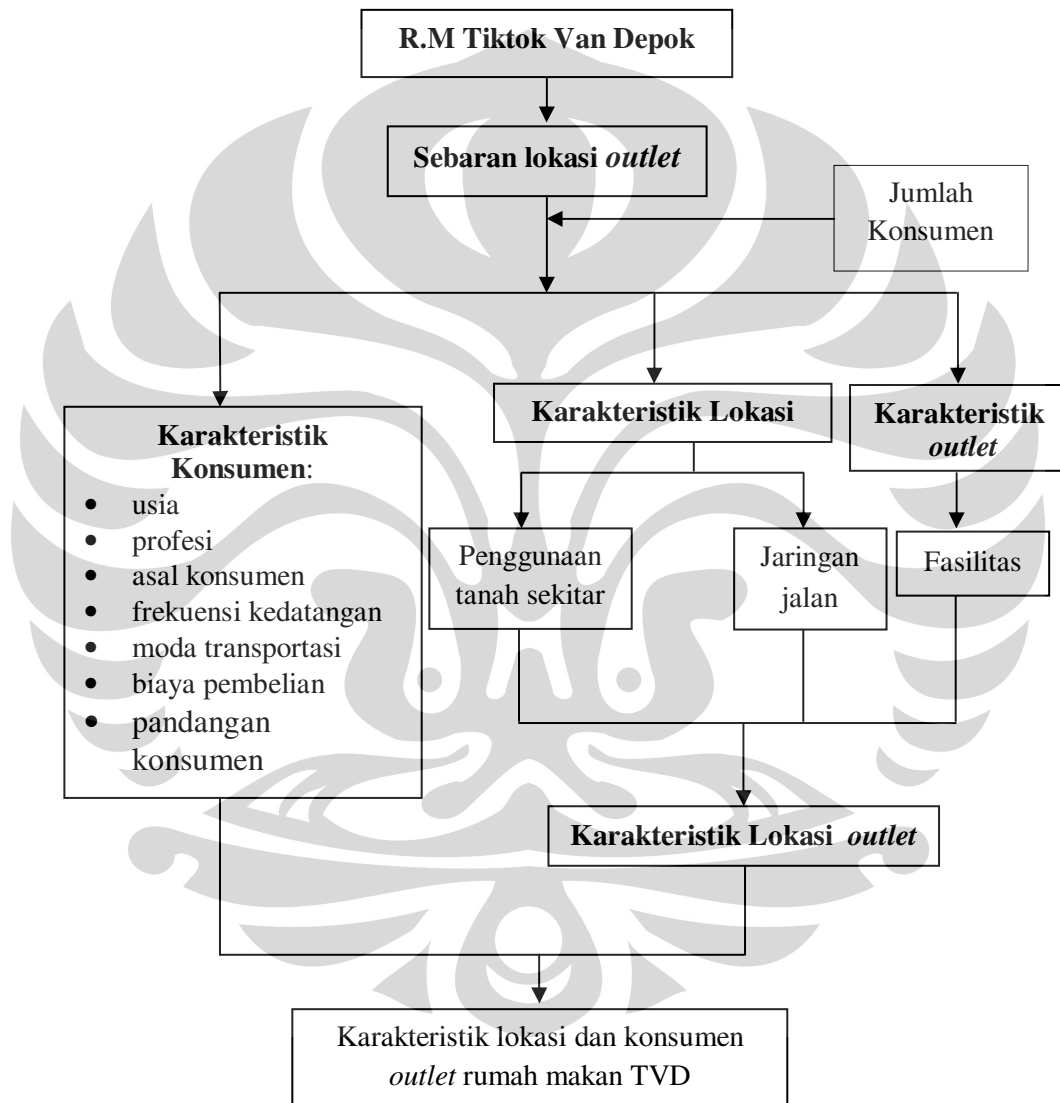 R.M Tiktok Van Depok
Sebaran lokasi outlet
Jumlah
Konsumen
Karakteristik
Konsumen:
• usia
• profesi
• asal konsumen
• frekuensi kedatangan
• moda transportasi
• biaya pembelian
• pandangan
konsumen
Karakteristik Lokasi
Karakteristik
outlet
Penggunaan
tanah sekitar
Jaringan
jalan
Fasilitas
Karakteristik Lokasi outlet
Karakteristik lokasi dan konsumen
outlet rumah makan TVD